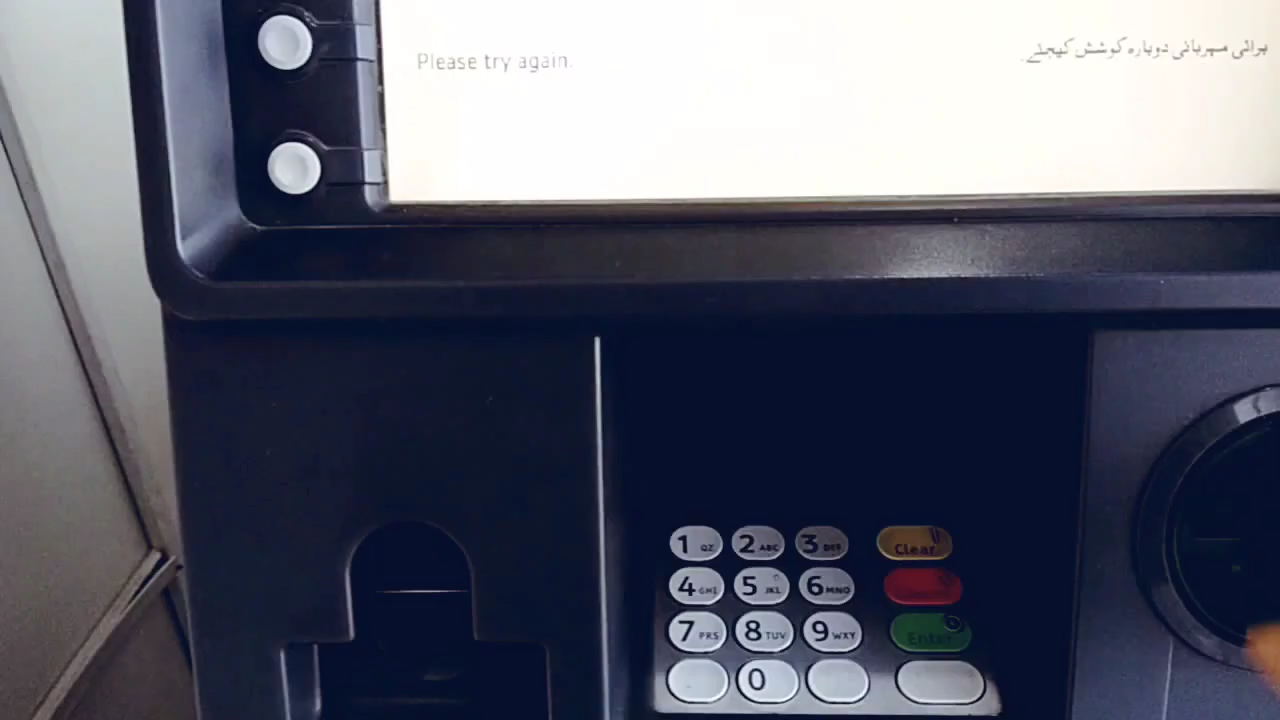 Please try again.
برائی مہربانی دوبارہ کوشش کیجئے.
1 QZ 2 ABC 3 DEF Clear
4 GHI 5 JKL 6 MNO
7 PRS 8 TUV 9 WXY Enter
0